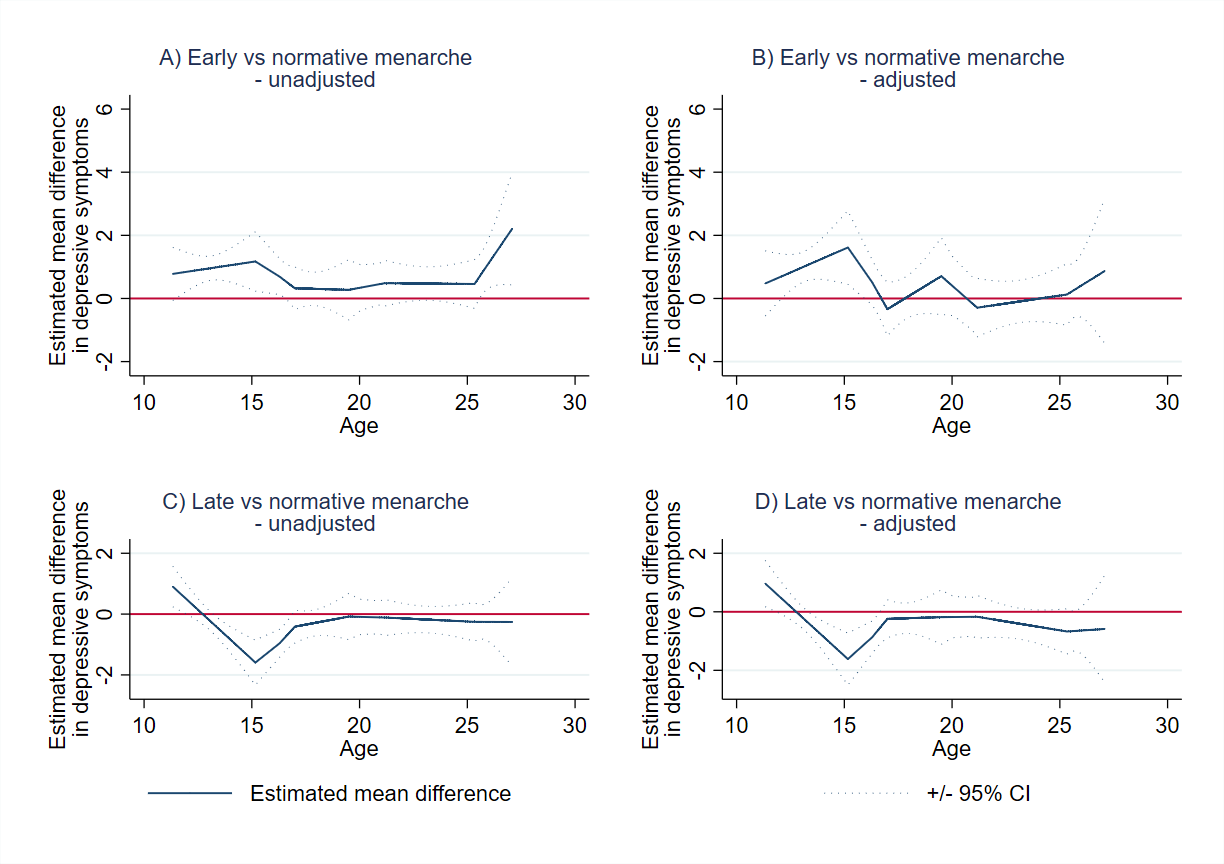 A) Early vs normative menarche
- unadjusted
Estimated mean difference
in depressive symptoms
6
4
2
0
-2
10 15 20 25 30
Age
B) Early vs normative menarche
- adjusted
Estimated mean difference
in depressive symptoms
6
4
2
0
-2
10 15 20 25 30
Age
C) Late vs normative menarche
- unadjusted
Estimated mean difference
in depressive symptoms
2
0
-2
10 15 20 25 30
Age
D) Late vs normative menarche
- adjusted
Estimated mean difference
in depressive symptoms
2
0
-2
10 15 20 25 30
Age
Estimated mean difference
+/- 95% CI